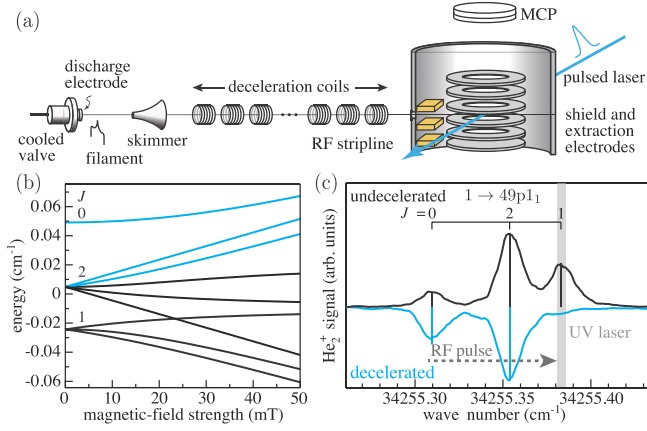 (a)
MCP
discharge
electrode
deceleration coils
pulsed laser
cooled
valve
filament
skimmer
RF stripline
shield and
extraction
electrodes
(b)
J
0
2
1
0.06
0.04
0.02
0
-0.02
-0.04
-0.06
energy (cm⁻¹)
0 10 20 30 40 50
magnetic-field strength (mT)
(c)
undecelerated 1 → 49p1₁
J = 0 2 1
He₂⁺ signal (arb. units)
UV laser
RF pulse
decelerated
34255.30 34255.35 34255.40
wave number (cm⁻¹)